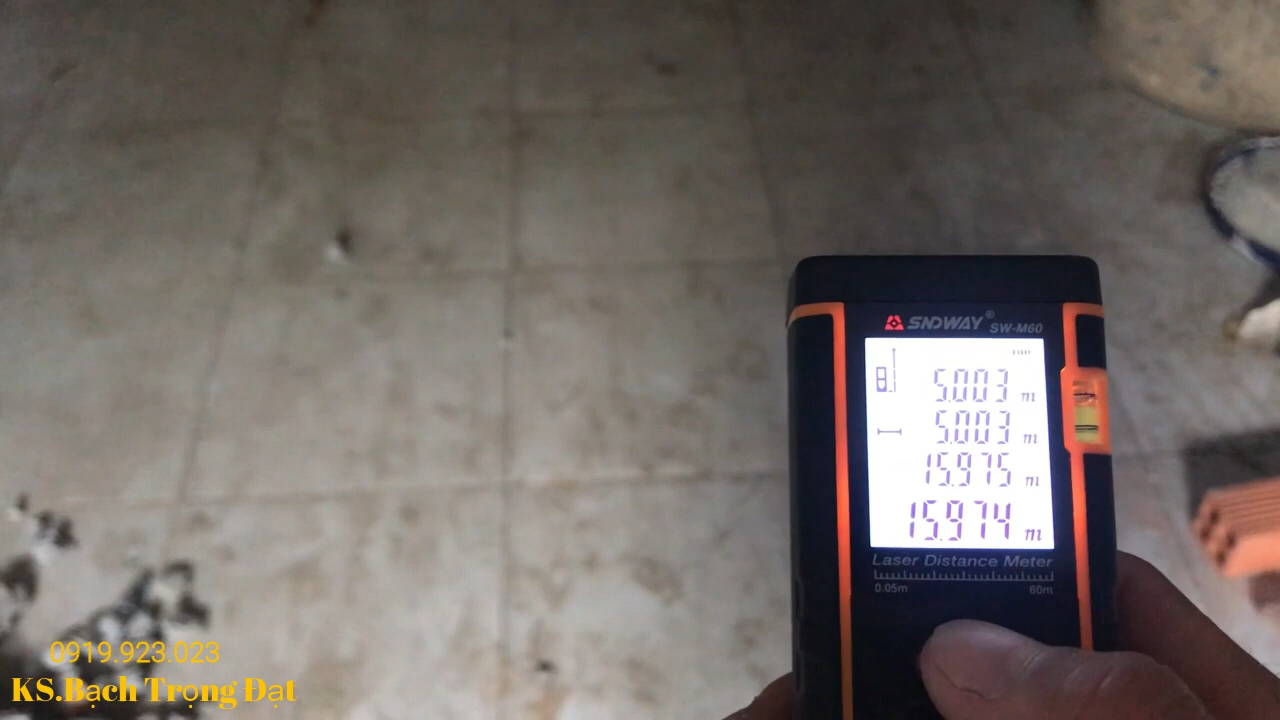 SNDWAY®
SW-M60
5.003 m
5.003 m
15.975 m
15.974 m
Laser Distance Meter
0.05m 60m
0919.923.023
KS.Bạch Trọng Đạt